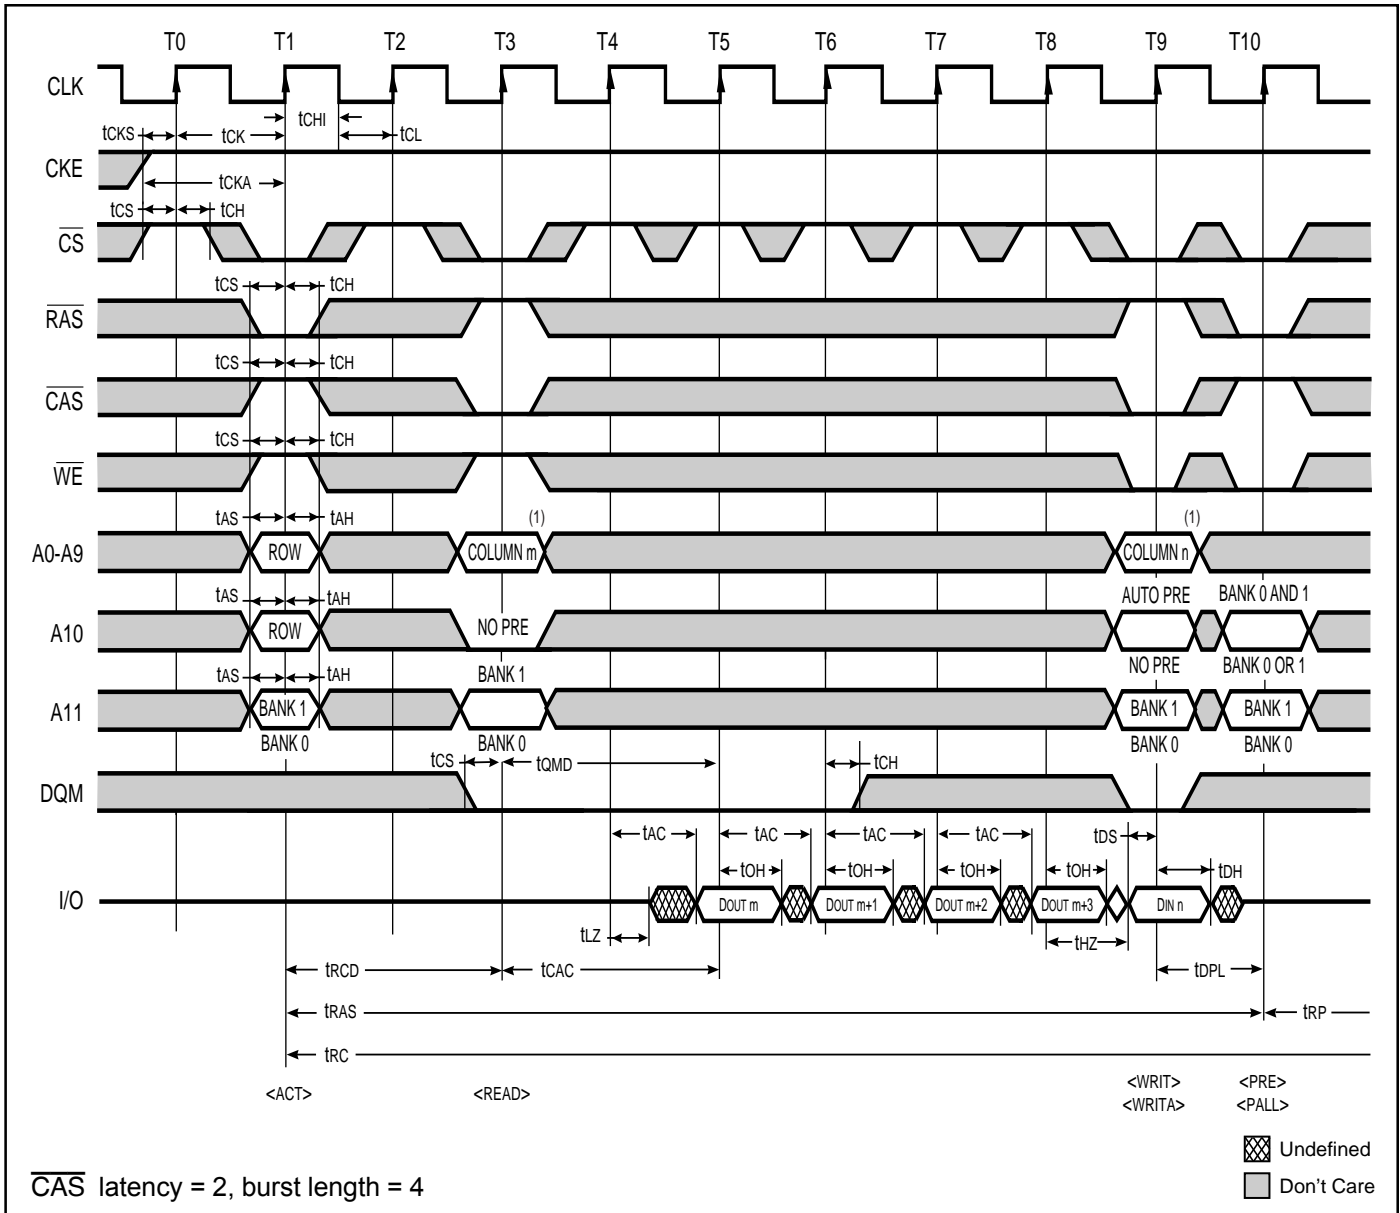 T0 T1 T2 T3 T4 T5 T6 T7 T8 T9 T10
CLK
tCHI
tCKS tCK tCL
CKE
tCKA
tCS tCH
CS
tCS tCH
RAS
tCS tCH
CAS
tCS tCH
WE
tAS tAH (1) (1)
A0-A9 ROW COLUMN m COLUMN n
tAS tAH AUTO PRE BANK 0 AND 1
A10 ROW NO PRE
tAS tAH BANK 1 NO PRE BANK 0 OR 1
A11 BANK 1 BANK 1 BANK 1
BANK 0 BANK 0 BANK 0 BANK 0
tCS tQMD tCH
DQM
tAC tAC tAC tAC tDS
tOH tOH tOH tOH tDH
I/O DOUT m DOUT m+1 DOUT m+2 DOUT m+3 DIN n
tLZ tHZ
tRCD tCAC tDPL
tRAS tRP
tRC
<ACT> <READ> <WRIT> <PRE>
<WRITA> <PALL>
Undefined
CAS latency = 2, burst length = 4 Don't Care